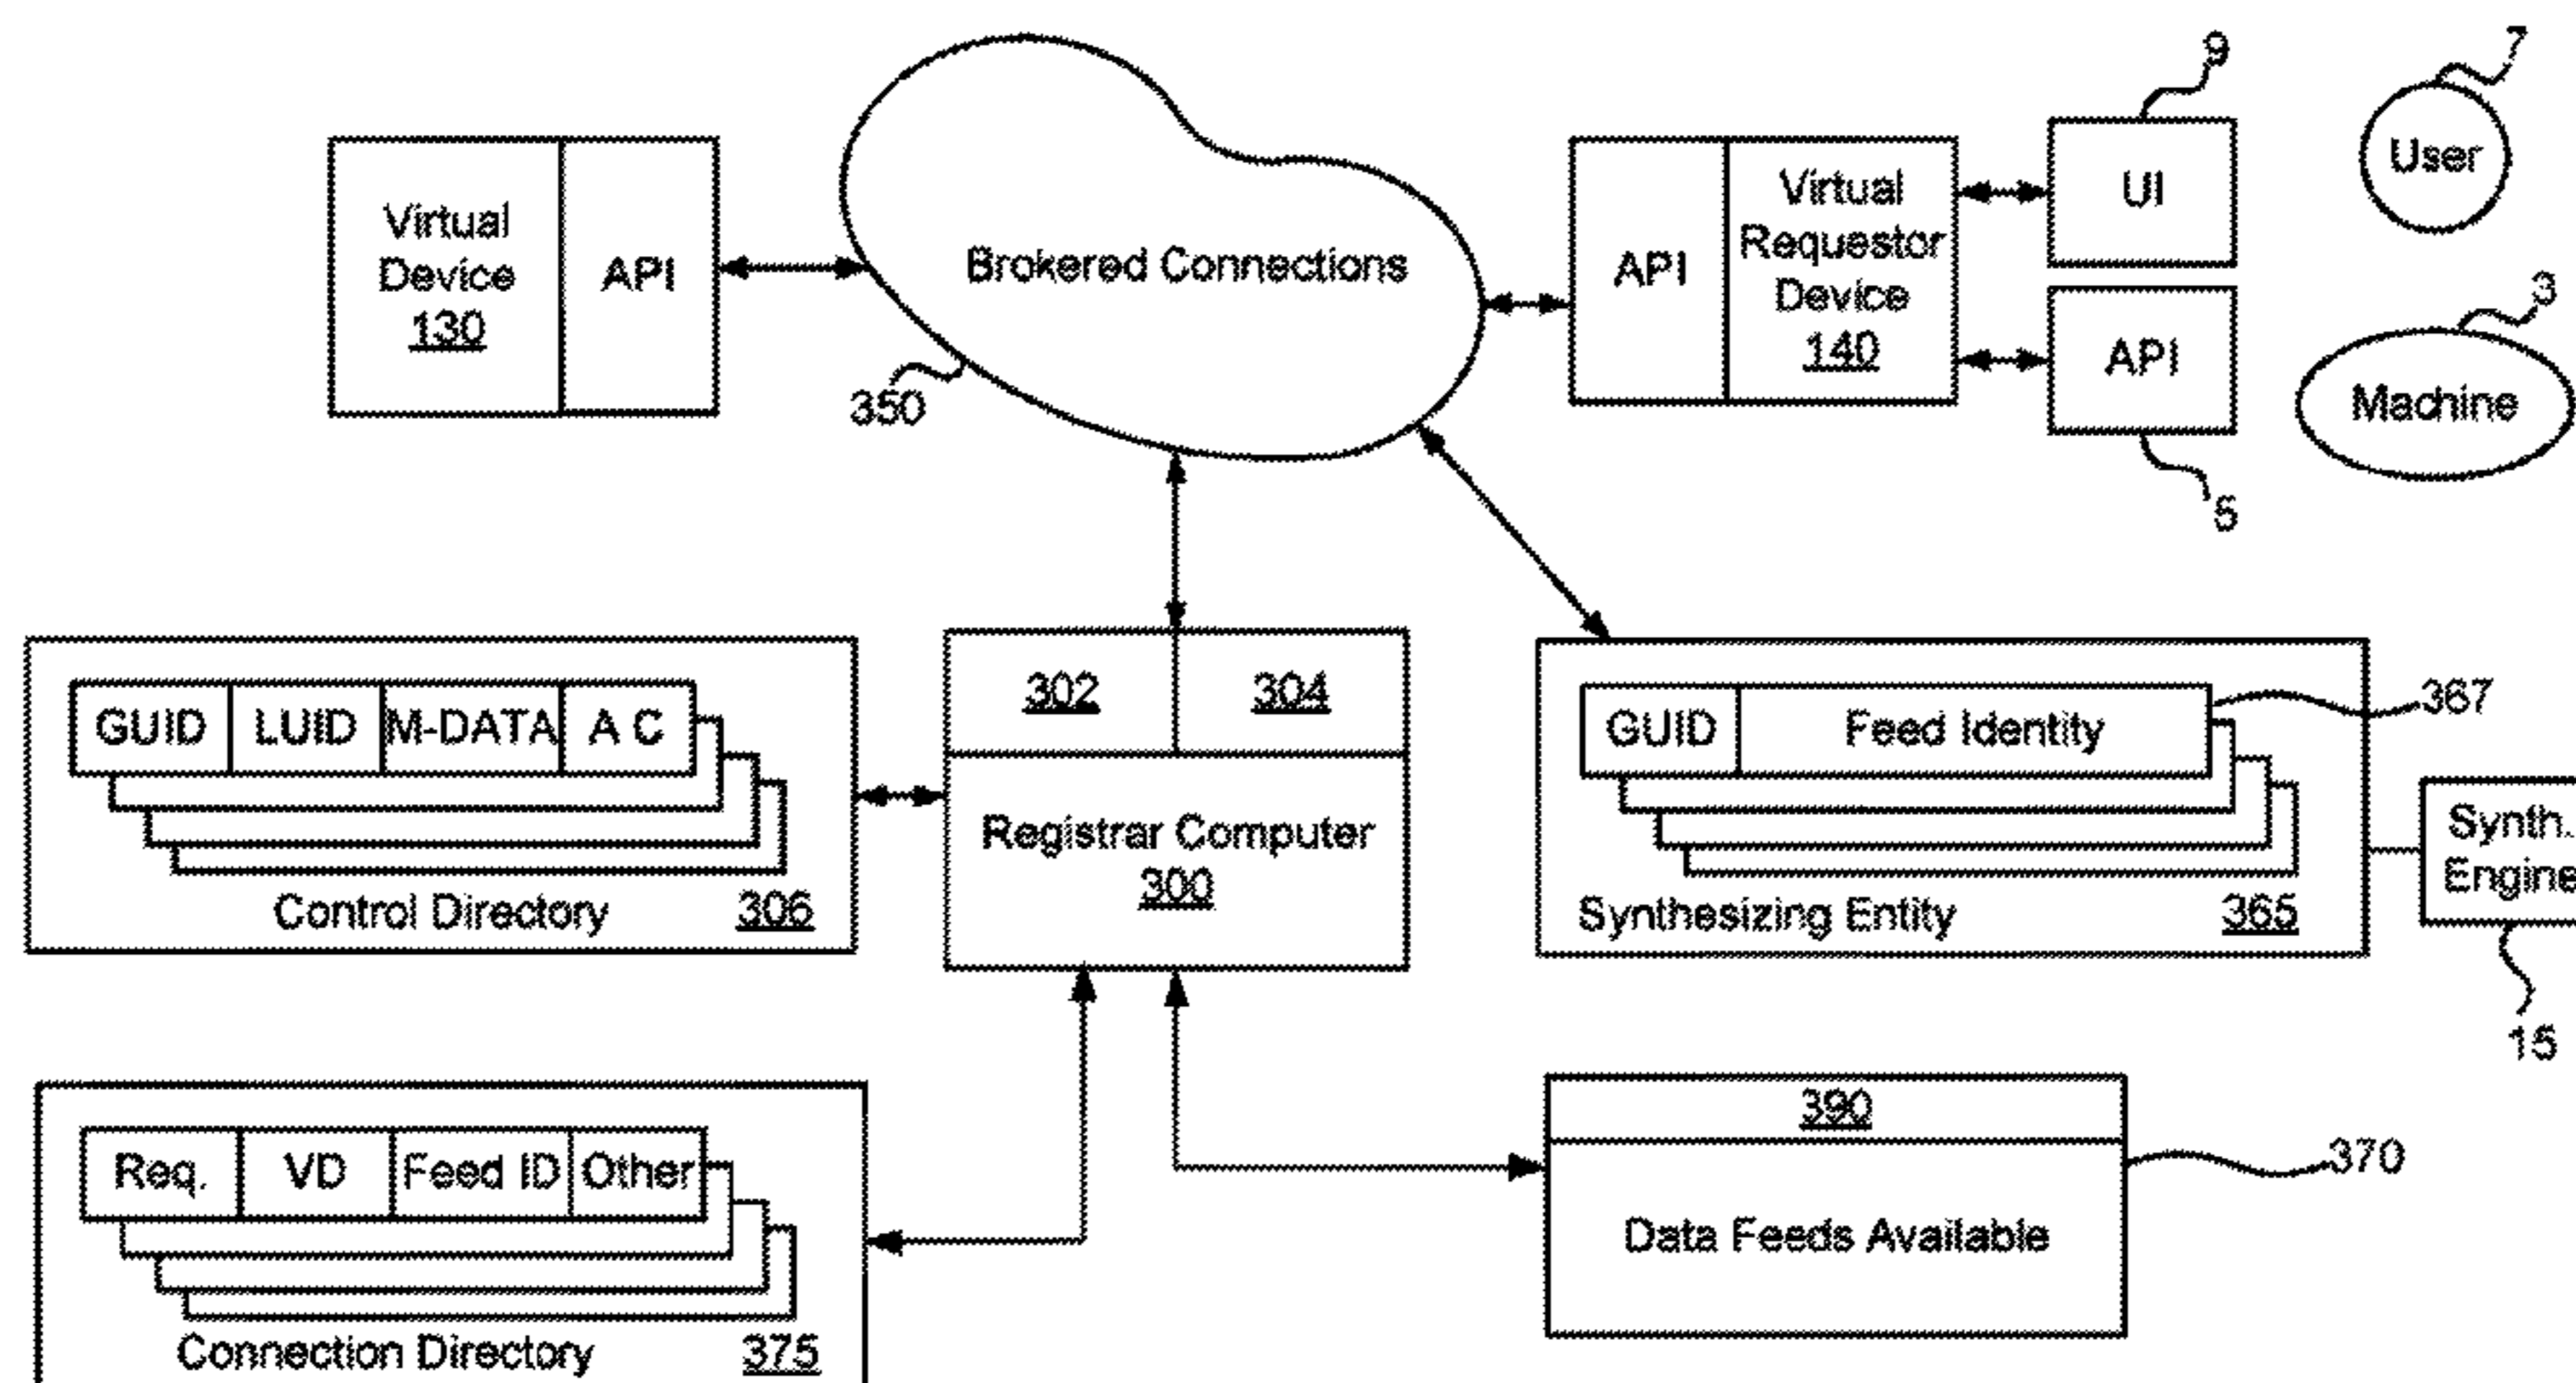 9
7
User
Virtual
Device
130
API
Brokered Connections
350
API
Virtual
Requestor
Device
140
UI
API
5
3
Machine
GUID LUID M-DATA A C
Control Directory 306
302 304
Registrar Computer
300
GUID Feed Identity
367
Synthesizing Entity 365
Synth.
Engine
15
Req. VD Feed ID Other
Connection Directory 375
390
Data Feeds Available
370